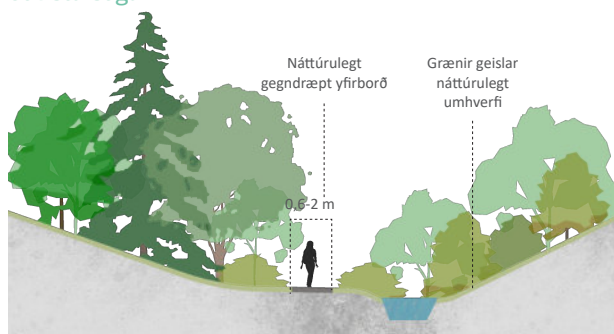 Náttúrulegt
gegndræpt yfirborð
Grænir geislar
náttúrulegt
umhverfi
0,6-2 m